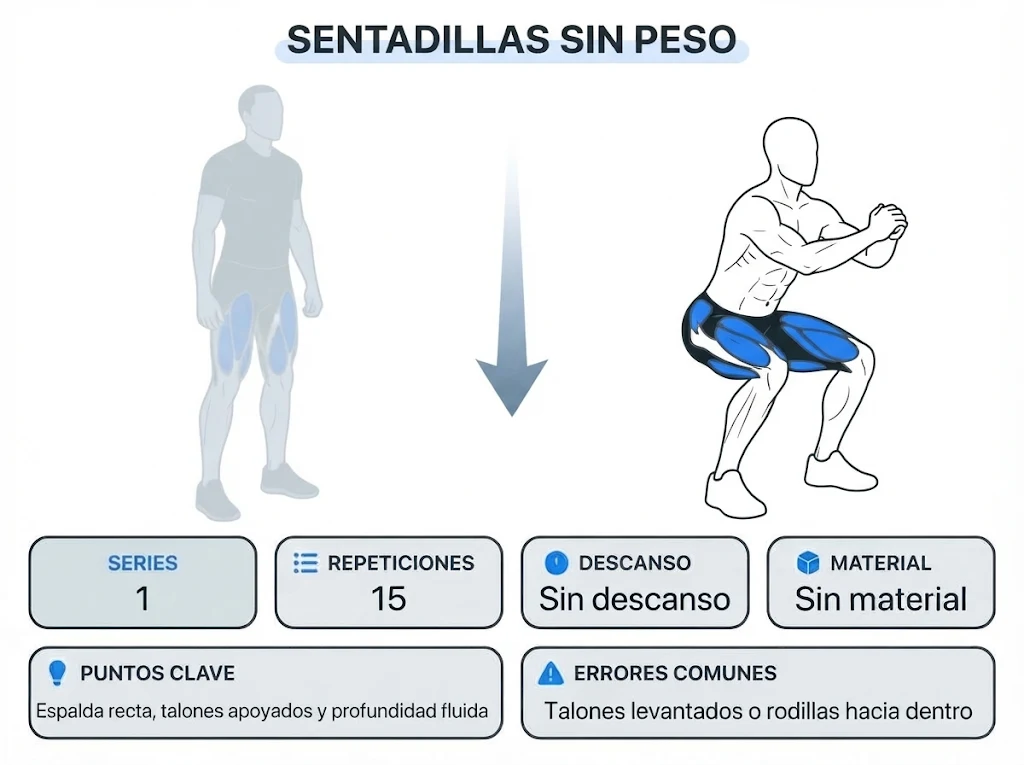 SENTADILLAS SIN PESO
SERIES
1
REPETICIONES
15
DESCANSO
Sin descanso
MATERIAL
Sin material
PUNTOS CLAVE
Espalda recta, talones apoyados y profundidad fluida
ERRORES COMUNES
Talones levantados o rodillas hacia dentro